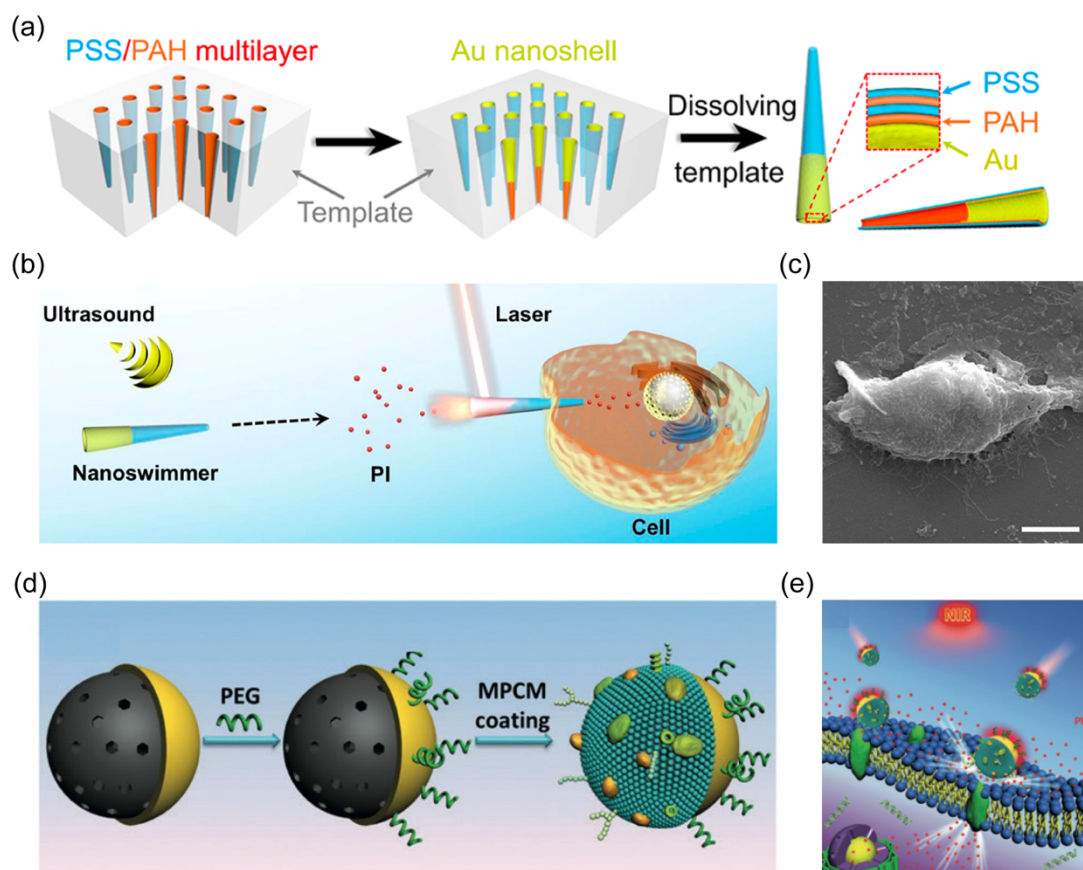 (a)
PSS/PAH multilayer
Au nanoshell
Dissolving
template
PSS
PAH
Au
Template
(b)
Ultrasound
Laser
Nanoswimmer
PI
Cell
(c)
(d)
PEG
MPCM
coating
(e)
NIR